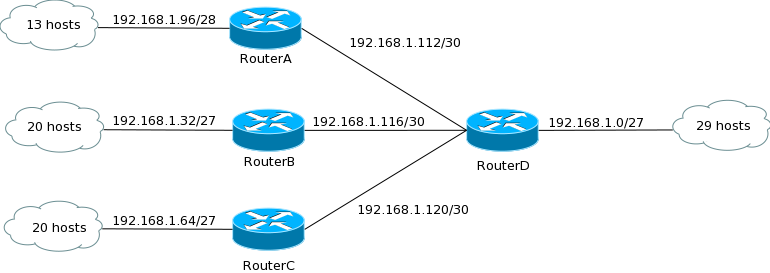 13 hosts
192.168.1.96/28
RouterA
192.168.1.112/30
20 hosts
192.168.1.32/27
RouterB
192.168.1.116/30
RouterD
192.168.1.0/27
29 hosts
20 hosts
192.168.1.64/27
RouterC
192.168.1.120/30